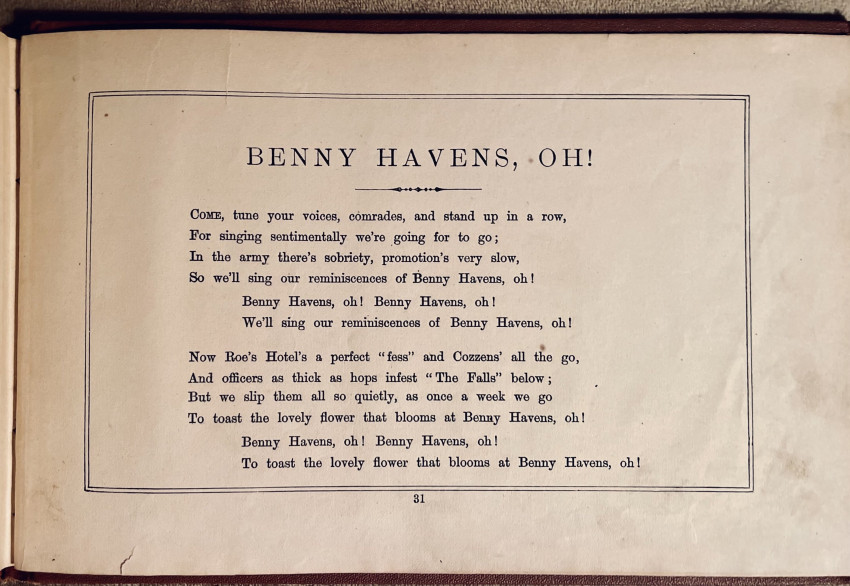 BENNY HAVENS, OH!
COME, tune your voices, comrades, and stand up in a row,
For singing sentimentally we're going for to go;
In the army there's sobriety, promotion's very slow,
So we'll sing our reminiscences of Benny Havens, oh!
Benny Havens, oh! Benny Havens, oh!
We'll sing our reminiscences of Benny Havens, oh!
Now Roe's Hotel's a perfect "fess" and Cozzens' all the go,
And officers as thick as hops infest "The Falls" below;
But we slip them all so quietly, as once a week we go
To toast the lovely flower that blooms at Benny Havens, oh!
Benny Havens, oh! Benny Havens, oh!
To toast the lovely flower that blooms at Benny Havens, oh!
31